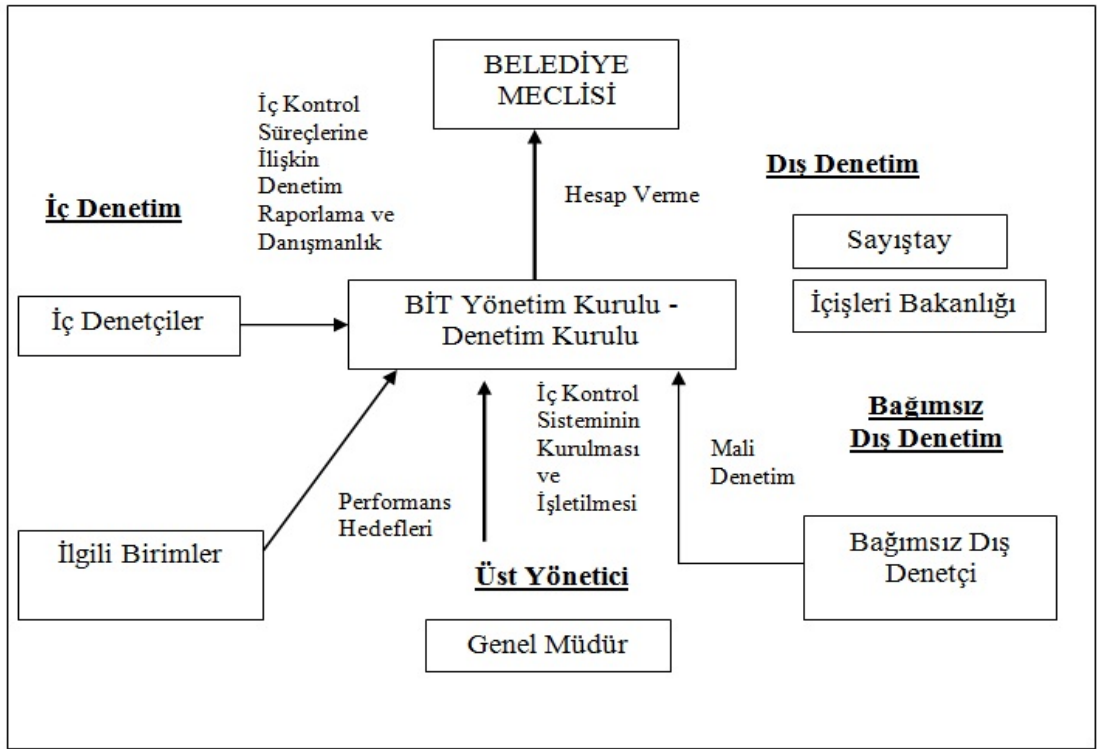 BELEDİYE
MECLİSİ
İç Kontrol
Süreçlerine
İlişkin
Denetim
Raporlama ve
Danışmanlık
Hesap Verme
Dış Denetim
İç Denetim
Sayıştay
İçişleri Bakanlığı
İç Denetçiler
BİT Yönetim Kurulu -
Denetim Kurulu
İç Kontrol
Sisteminin
Kurulması
ve
İşletilmesi
Bağımsız
Dış Denetim
Mali
Denetim
Performans
Hedefleri
İlgili Birimler
Bağımsız Dış
Denetçi
Üst Yönetici
Genel Müdür